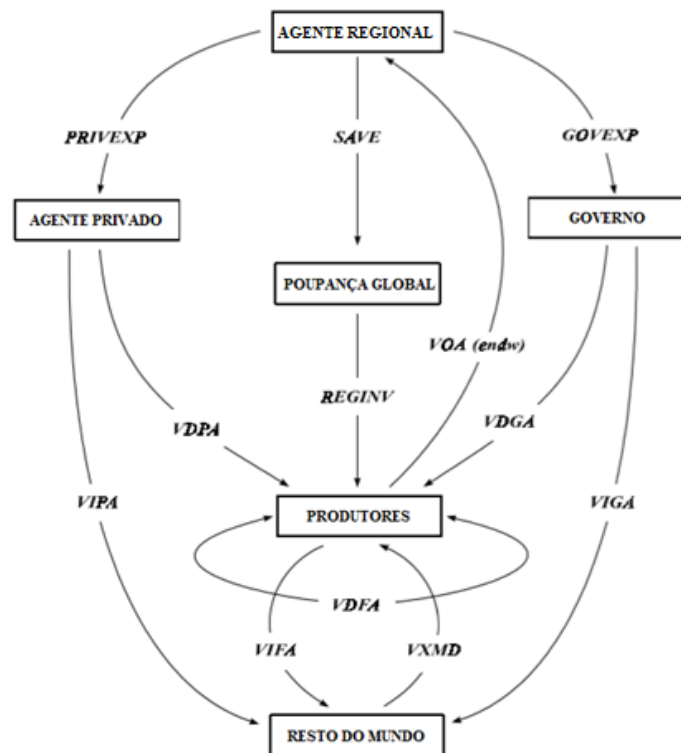 AGENTE REGIONAL
PRIVEXP
SAVE
GOVEXP
AGENTE PRIVADO
GOVERNO
POUPANÇA GLOBAL
VOA (endw)
REGINV
VDPA
VDGA
VIPA
VIGA
PRODUTORES
VDFA
VIFA
VXMD
RESTO DO MUNDO